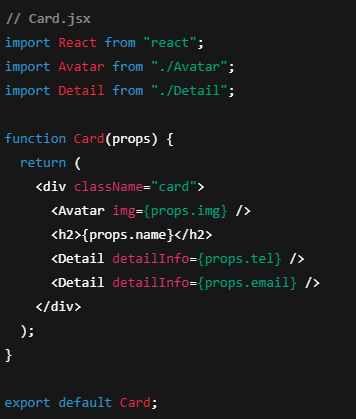 // Card.jsx
import React from "react";
import Avatar from "./Avatar";
import Detail from "./Detail";

function Card(props) {
  return (
    <div className="card">
      <Avatar img={props.img} />
      <h2>{props.name}</h2>
      <Detail detailInfo={props.tel} />
      <Detail detailInfo={props.email} />
    </div>
  );
}

export default Card;